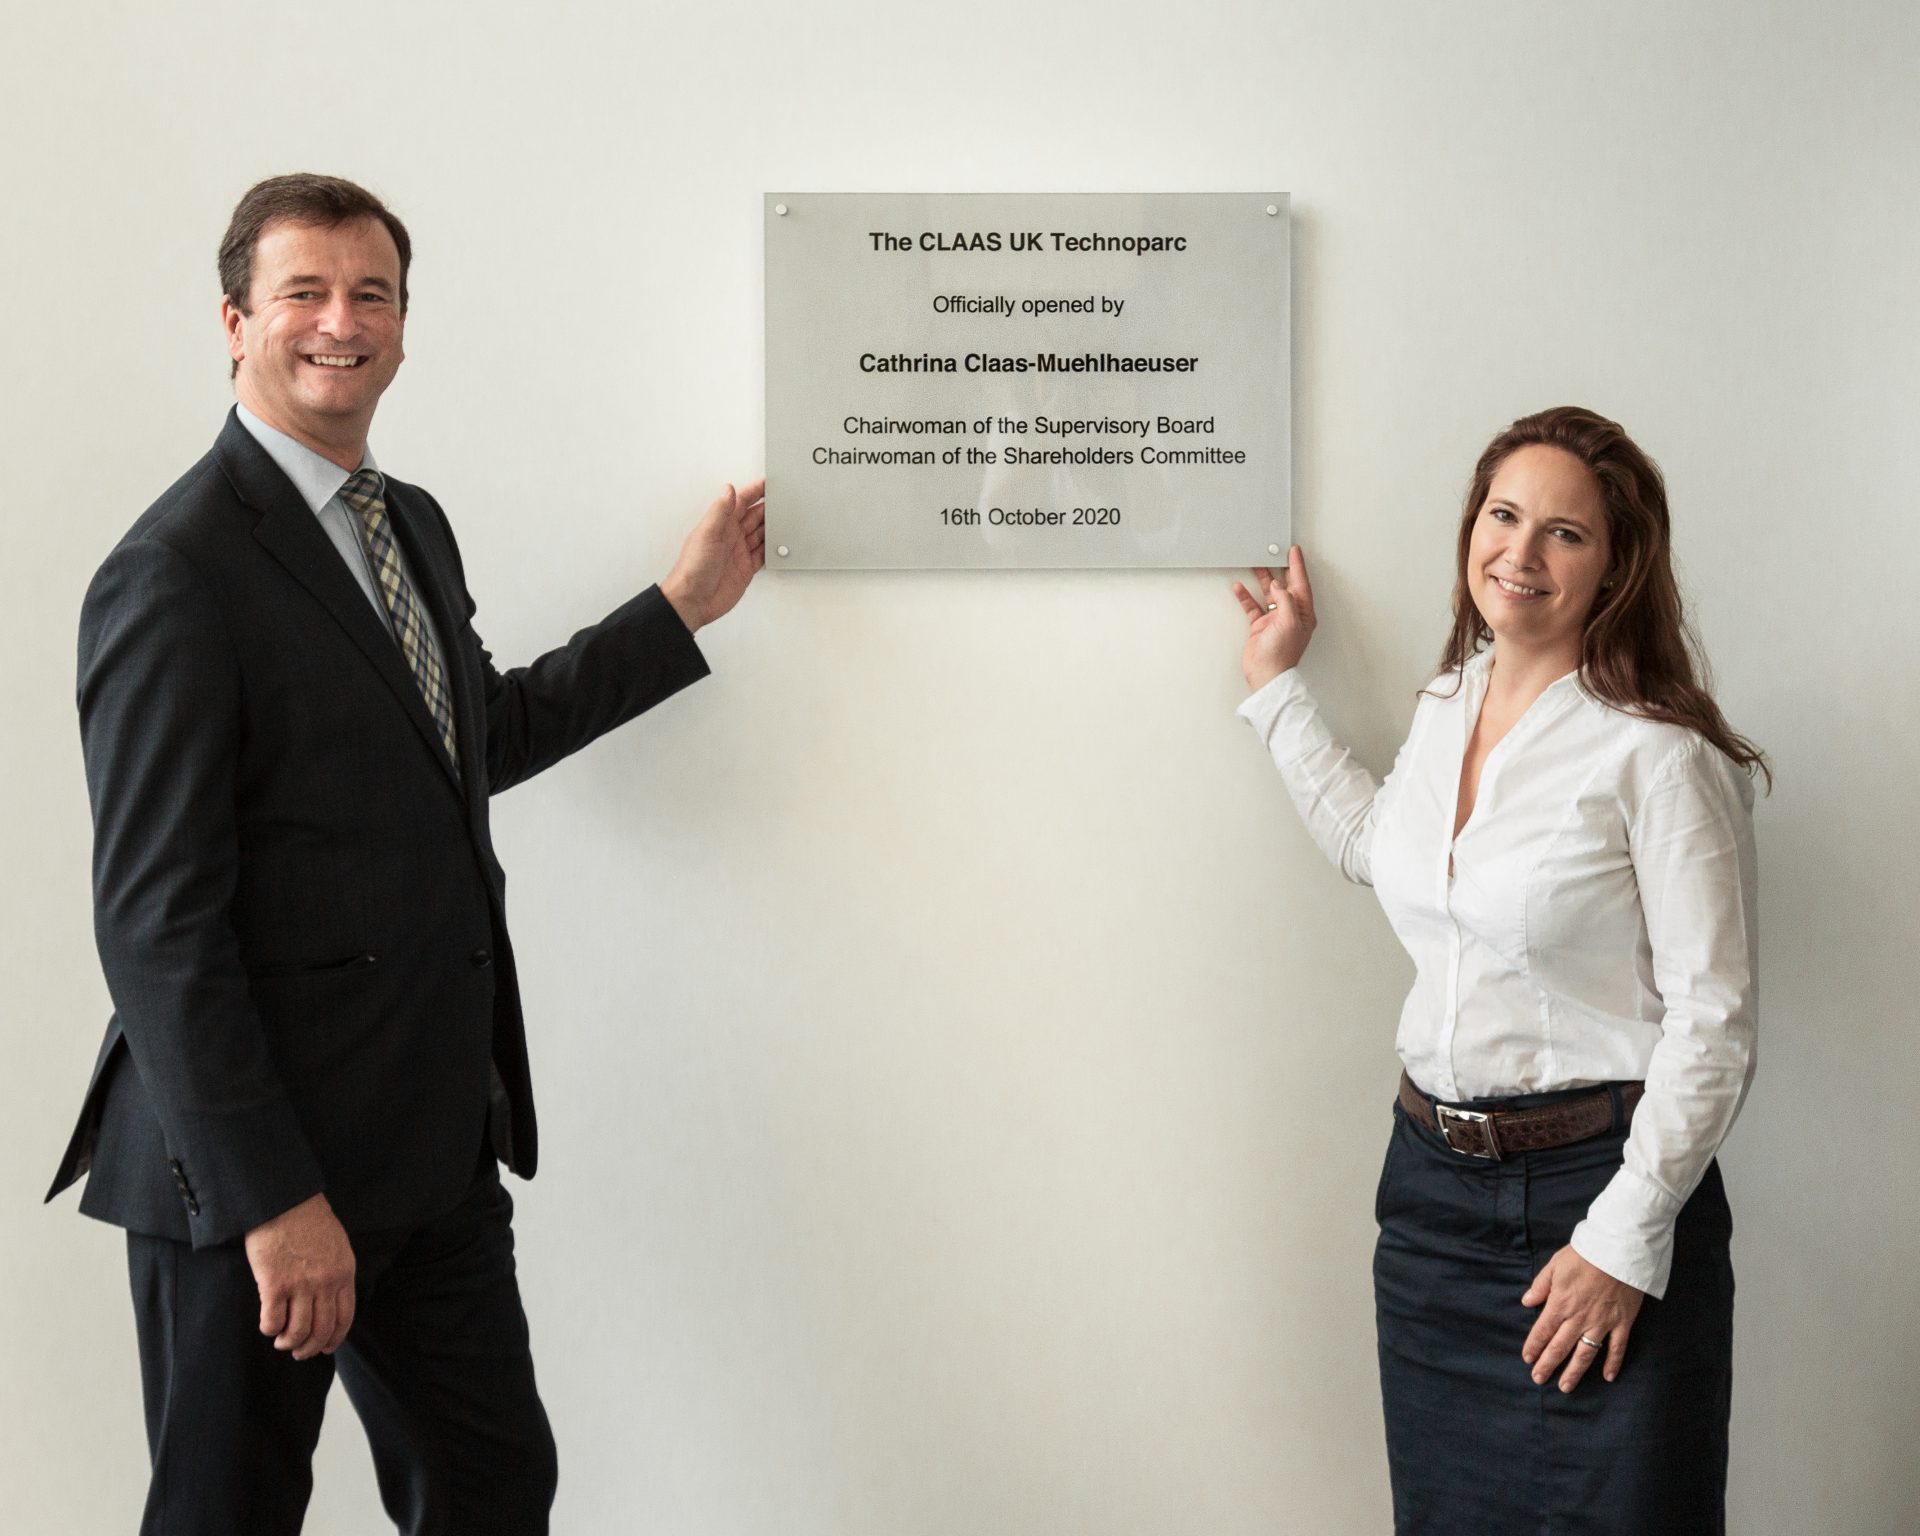 The CLAAS UK Technoparc
Officially opened by
Cathrina Claas-Muehlhaeuser
Chairwoman of the Supervisory Board
Chairwoman of the Shareholders Committee
16th October 2020